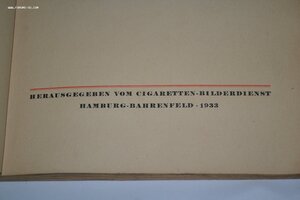 HERAUSGEGEBEN VOM CIGARETTEN-BILDERDIENST
HAMBURG-BAHRENFELD · 1933